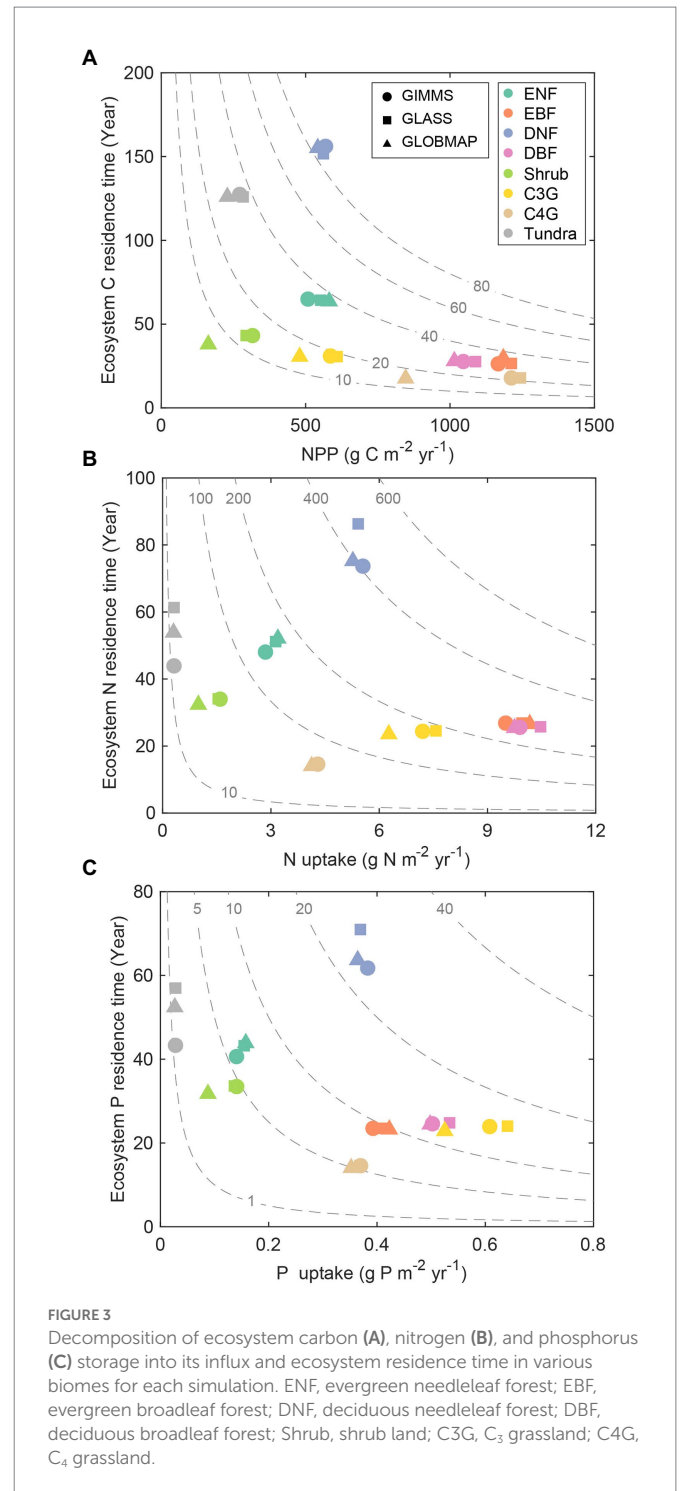 A
Ecosystem C residence time (Year)
200
150
100
50
0
GIMMS
GLASS
GLOBMAP
ENF
EBF
DNF
DBF
Shrub
C3G
C4G
Tundra
80
60
40
20
10
0 500 1000 1500
NPP (g C m⁻² yr⁻¹)
B
Ecosystem N residence time (Year)
100
80
60
40
20
0
100 200 400 600
10
0 3 6 9 12
N uptake (g N m⁻² yr⁻¹)
C
Ecosystem P residence time (Year)
80
60
40
20
0
5 10 20 40
1
0 0.2 0.4 0.6 0.8
P uptake (g P m⁻² yr⁻¹)
FIGURE 3
Decomposition of ecosystem carbon (A), nitrogen (B), and phosphorus
(C) storage into its influx and ecosystem residence time in various
biomes for each simulation. ENF, evergreen needleleaf forest; EBF,
evergreen broadleaf forest; DNF, deciduous needleleaf forest; DBF,
deciduous broadleaf forest; Shrub, shrub land; C3G, C₃ grassland; C4G,
C₄ grassland.